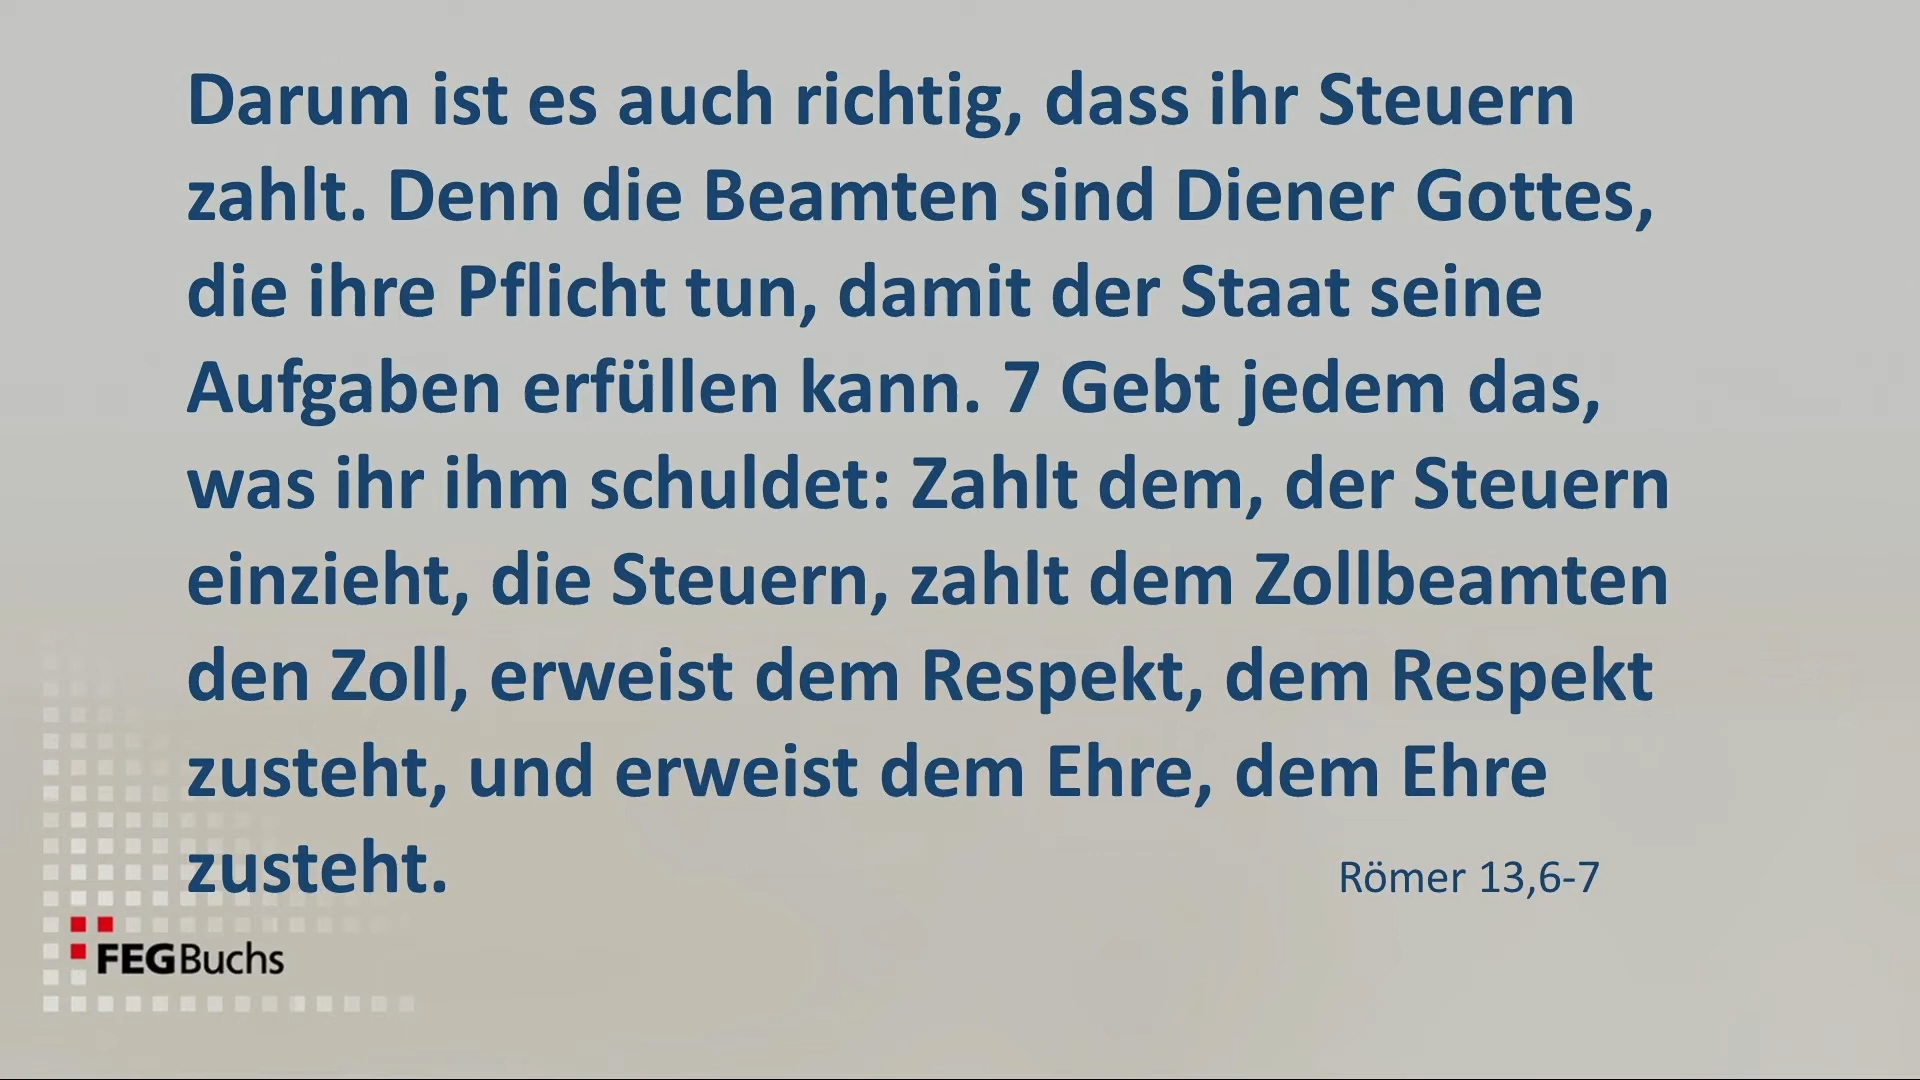 Darum ist es auch richtig, dass ihr Steuern
zahlt. Denn die Beamten sind Diener Gottes,
die ihre Pflicht tun, damit der Staat seine
Aufgaben erfüllen kann. 7 Gebt jedem das,
was ihr ihm schuldet: Zahlt dem, der Steuern
einzieht, die Steuern, zahlt dem Zollbeamten
den Zoll, erweist dem Respekt, dem Respekt
zusteht, und erweist dem Ehre, dem Ehre
zusteht.
Römer 13,6-7
FEGBuchs